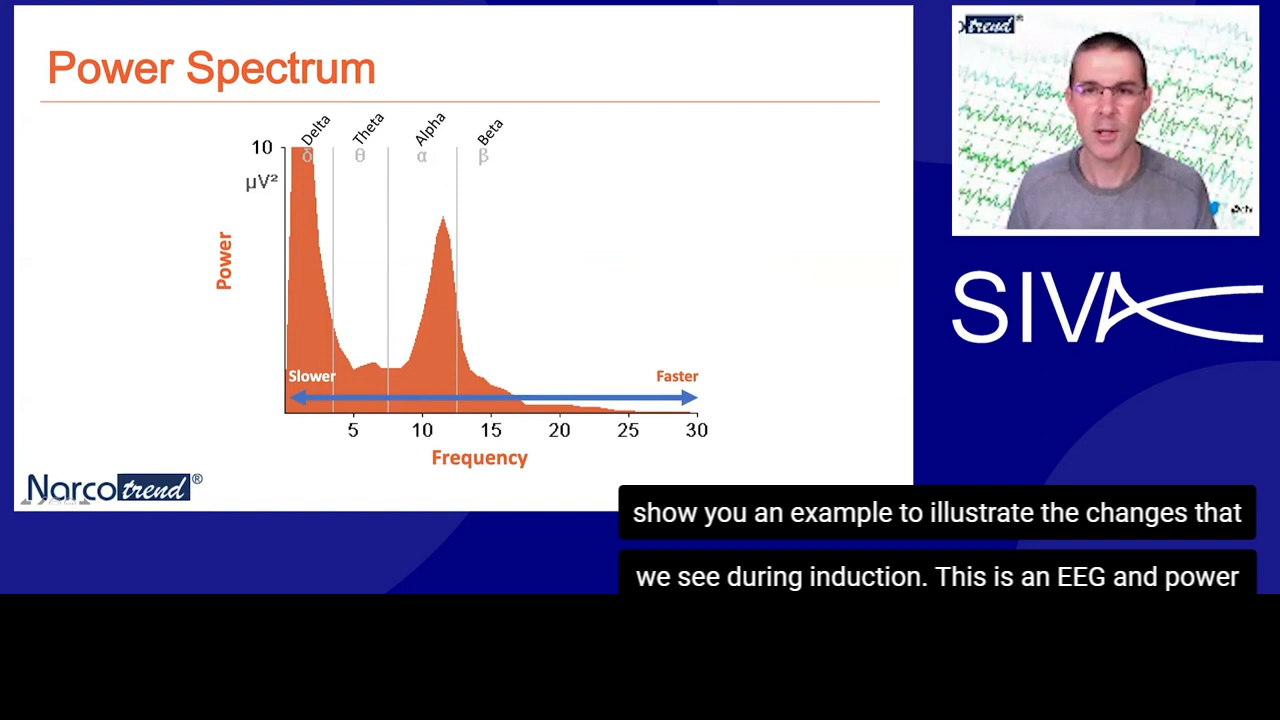 Power Spectrum
Delta Theta Alpha Beta
δ θ α β
10
μV²
Power
Slower Faster
5 10 15 20 25 30
Frequency
Narcotrend®
trend®
SIVA
show you an example to illustrate the changes that
we see during induction. This is an EEG and power